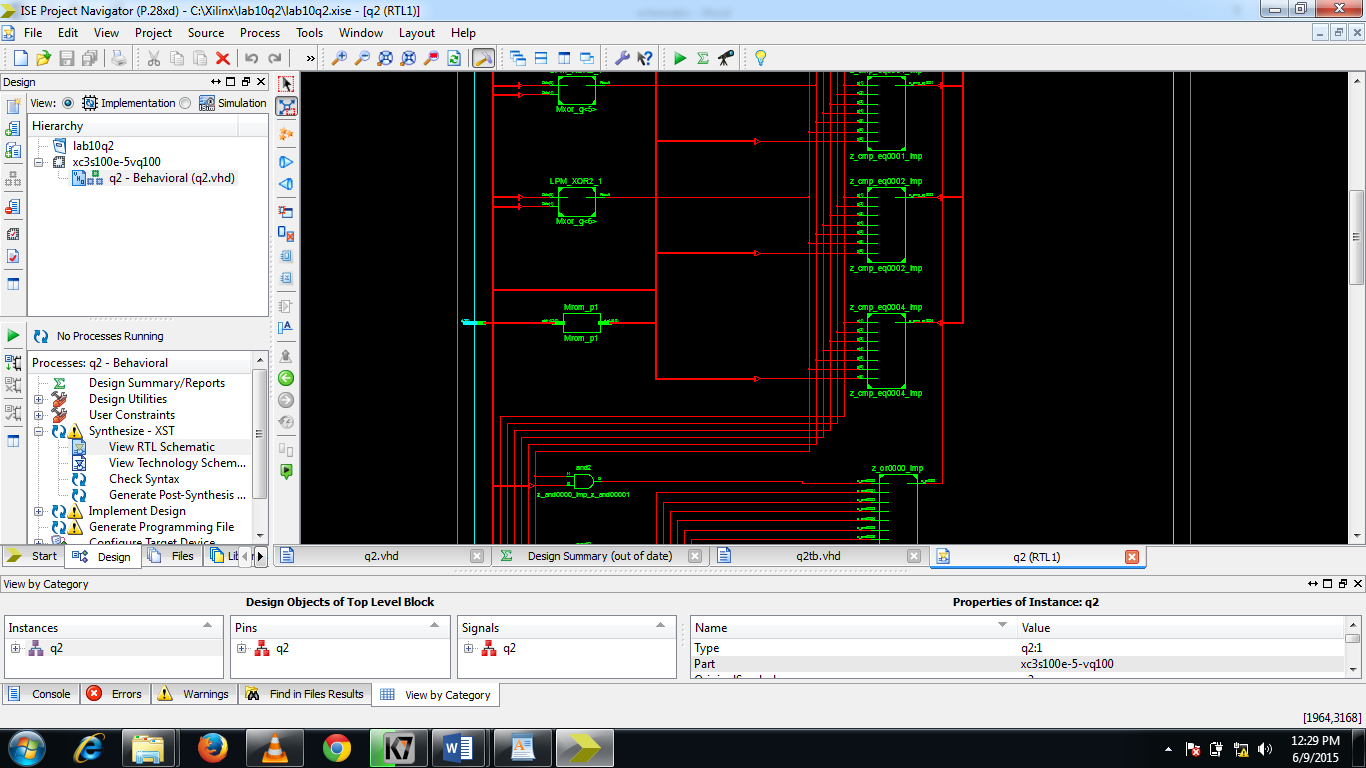 ISE Project Navigator (P.28xd) - C:\Xilinx\lab10q2\lab10q2.xise - [q2 (RTL1)]
File Edit View Project Source Process Tools Window Layout Help
Design
View: Implementation Simulation
Hierarchy
lab10q2
xc3s100e-5vq100
q2 - Behavioral (q2.vhd)
No Processes Running
Processes: q2 - Behavioral
Design Summary/Reports
Design Utilities
User Constraints
Synthesize - XST
View RTL Schematic
View Technology Schem...
Check Syntax
Generate Post-Synthesis ...
Implement Design
Generate Programming File
Configure Target Device
Start Design Files
Mxor_g<5>
z_cmp_eq0001_imp
LPM_XOR2_1
Mxor_g<6>
z_cmp_eq0002_imp
z_cmp_eq0002_imp
Mrom_p1
Mrom_p1
z_cmp_eq0004_imp
z_cmp_eq0004_imp
and2
z_and0000_imp_z_and00001
z_or0000_imp
q2.vhd Design Summary (out of date) q2tb.vhd q2 (RTL1)
View by Category
Design Objects of Top Level Block Properties of Instance: q2
Instances Pins Signals Name Value
q2 q2 q2 Type q2:1
Part xc3s100e-5-vq100
Console Errors Warnings Find in Files Results View by Category
[1964,3168]
12:29 PM
6/9/2015